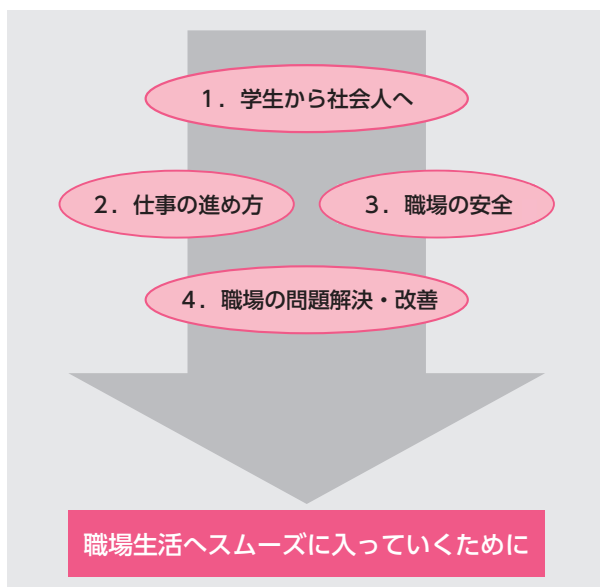 １．学生から社会人へ
２．仕事の進め方
３．職場の安全
４．職場の問題解決・改善
職場生活へスムーズに入っていくために